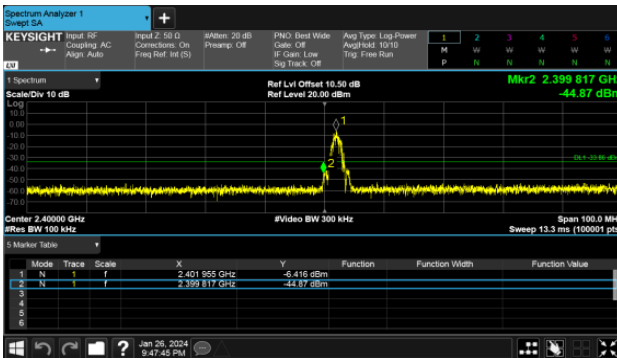 Spectrum Analyzer 1
Swept SA
+
KEYSIGHT Input: RF Input Z: 50 Ω #Atten: 20 dB PNO: Best Wide Avg Type: Log-Power 1 2 3 4 5 6
Coupling: AC Corrections: On Preamp: Off Gate: Off Avg|Hold: 10/10 M W W W W W
Align: Auto Freq Ref: Int (S) IF Gain: Low Trig: Free Run P N N N N N
LXI Sig Track: Off
1 Spectrum Ref Lvl Offset 10.50 dB Mkr2 2.399 817 GHz
Scale/Div 10 dB Ref Level 20.00 dBm -44.87 dBm
Log
10.0
0.00 1
-10.0
-20.0
-30.0 2 DL1 -33.86 dB
-40.0
-50.0
-60.0
-70.0
Center 2.40000 GHz #Video BW 300 kHz Span 100.0 MH
#Res BW 100 kHz Sweep 13.3 ms (100001 pts
5 Marker Table
Mode Trace Scale X Y Function Function Width Function Value
1 N 1 f 2.401 955 GHz -6.416 dBm
2 N 1 f 2.399 817 GHz -44.87 dBm
3
4
5
6
? Jan 26, 2024
9:47:45 PM